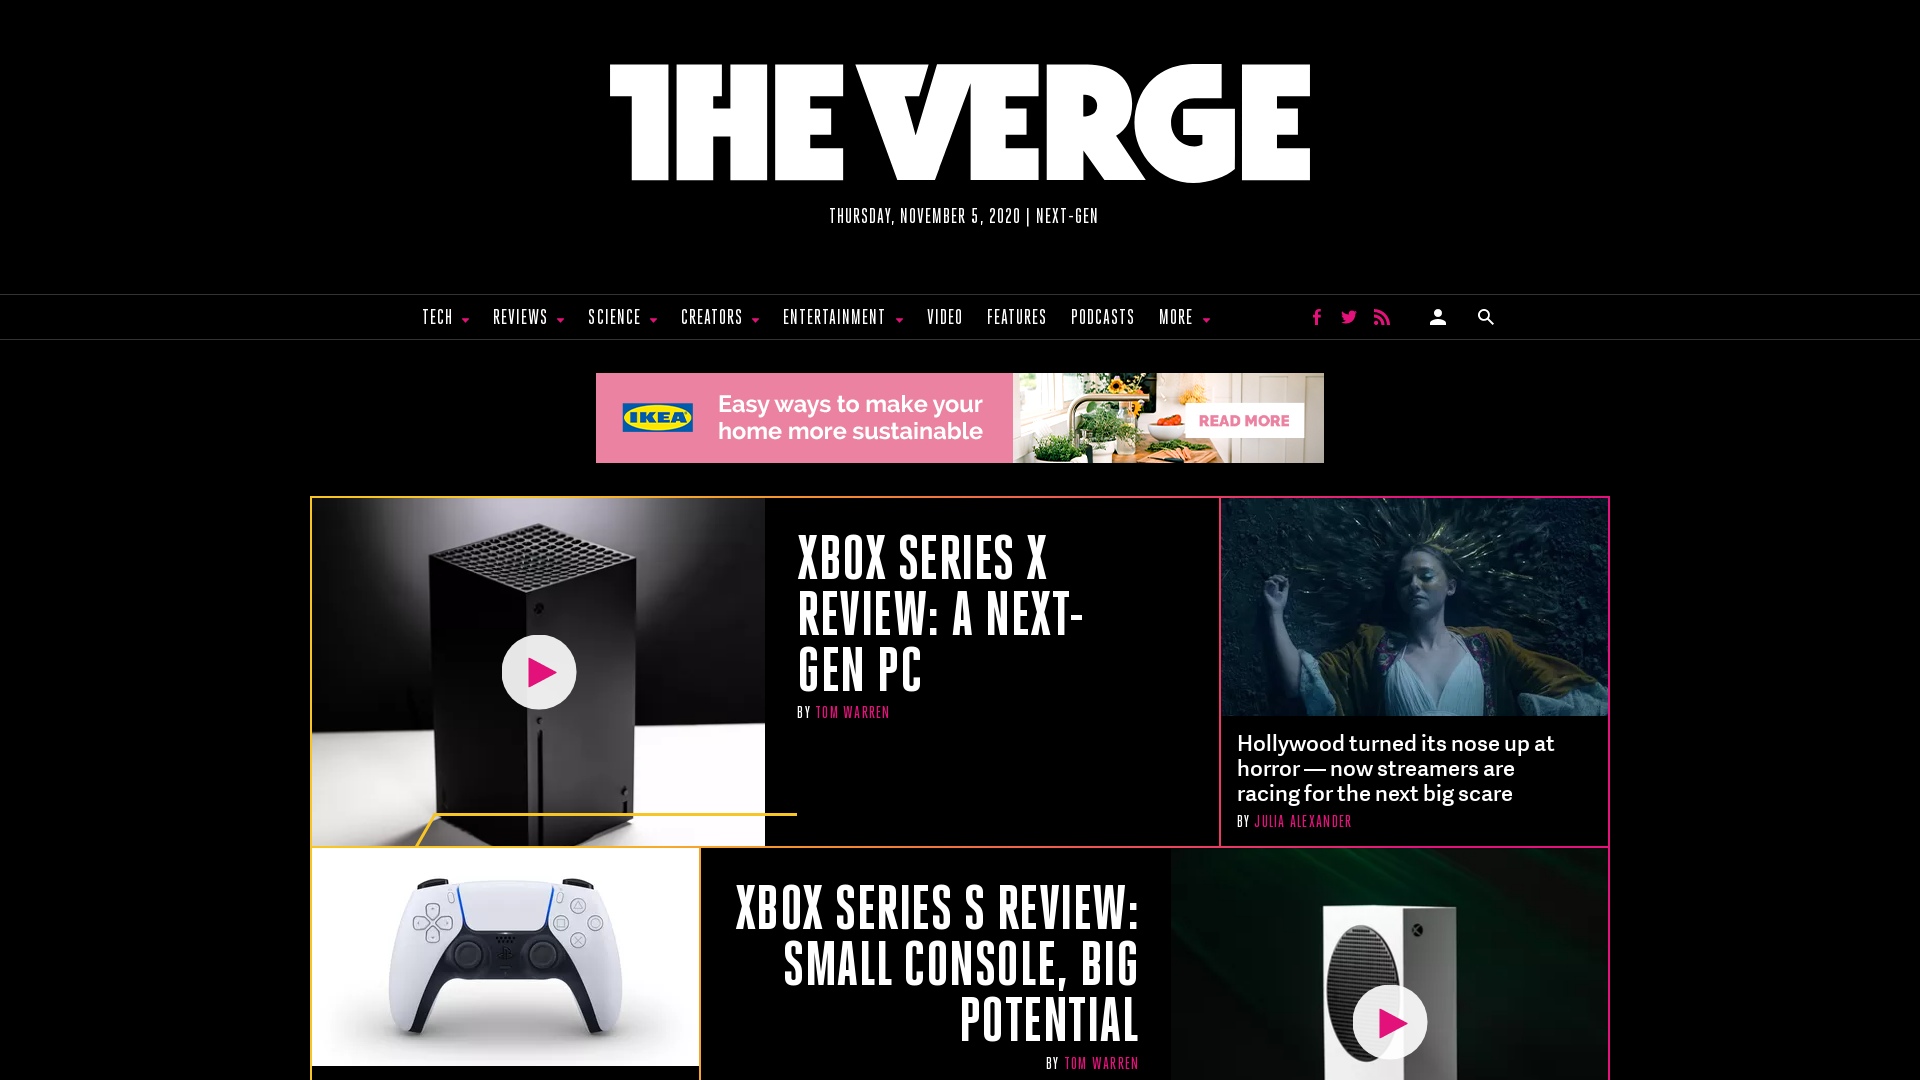 THE VERGE
THURSDAY, NOVEMBER 5, 2020 | NEXT-GEN
TECH REVIEWS SCIENCE CREATORS ENTERTAINMENT VIDEO FEATURES PODCASTS MORE
IKEA
Easy ways to make your
home more sustainable
READ MORE
XBOX SERIES X
REVIEW: A NEXT-
GEN PC
BY TOM WARREN
Hollywood turned its nose up at
horror — now streamers are
racing for the next big scare
BY JULIA ALEXANDER
XBOX SERIES S REVIEW:
SMALL CONSOLE, BIG
POTENTIAL
BY TOM WARREN